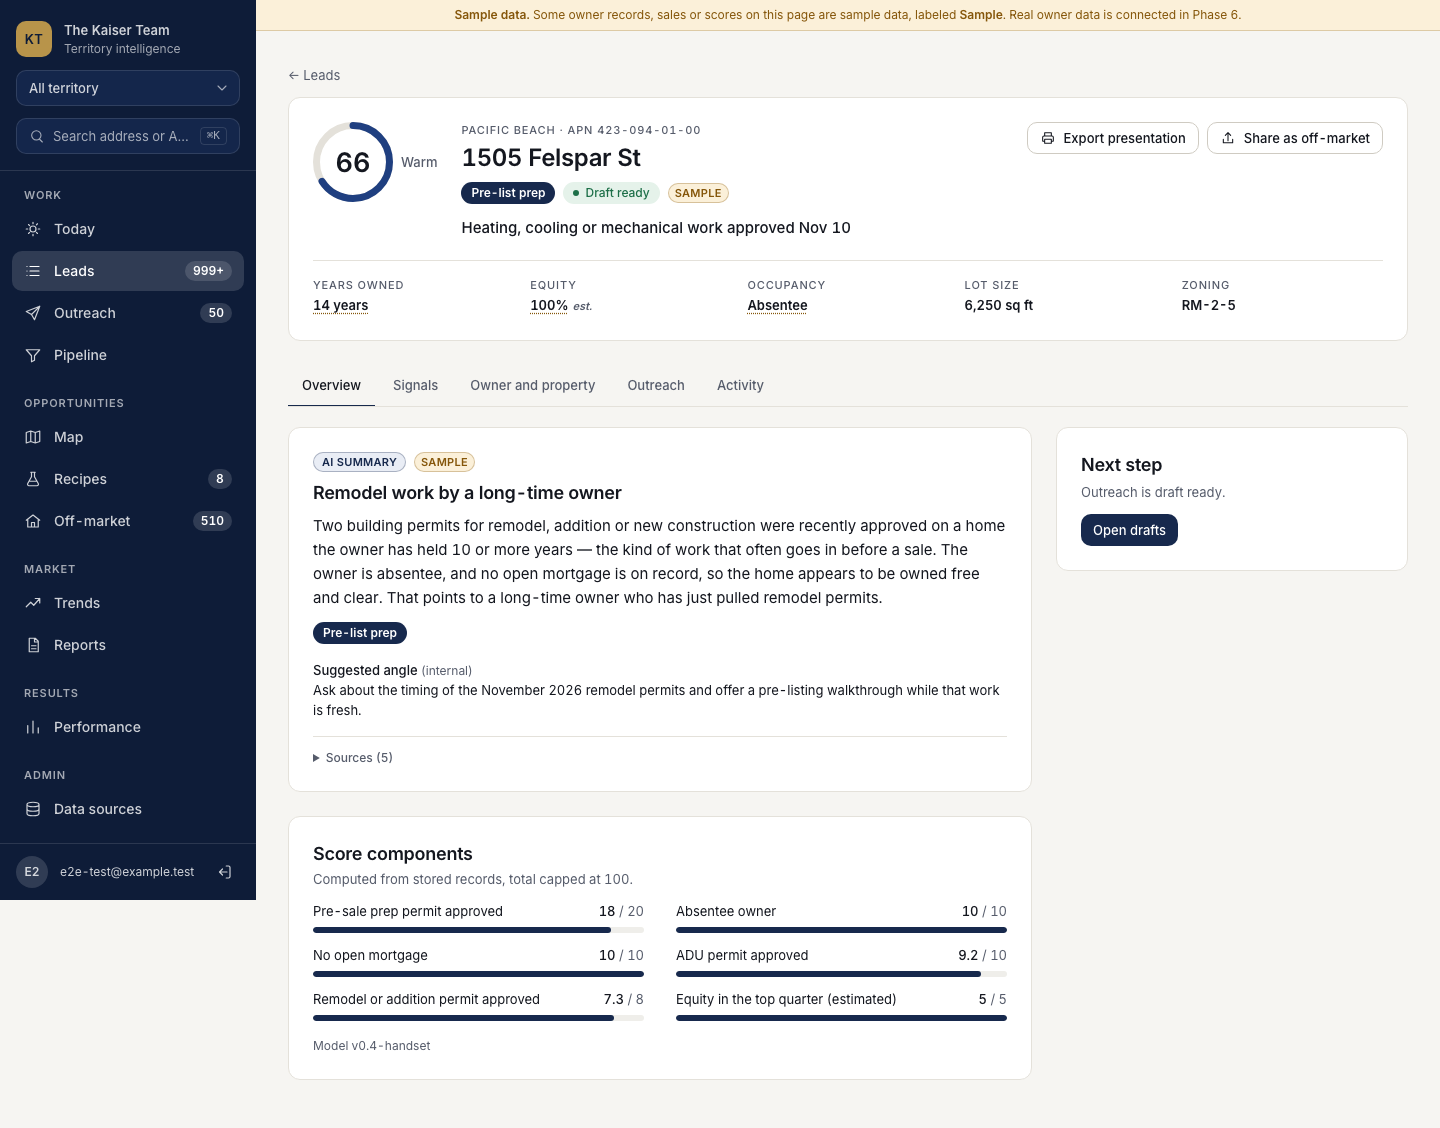 Sample data. Some owner records, sales or scores on this page are sample data, labeled Sample. Real owner data is connected in Phase 6.
KT
The Kaiser Team
Territory intelligence
All territory
Search address or A... ⌘K
WORK
Today
Leads 999+
Outreach 50
Pipeline
OPPORTUNITIES
Map
Recipes 8
Off-market 510
MARKET
Trends
Reports
RESULTS
Performance
ADMIN
Data sources
E2 e2e-test@example.test
← Leads
66 Warm
PACIFIC BEACH · APN 423-094-01-00
1505 Felspar St
Pre-list prep Draft ready SAMPLE
Heating, cooling or mechanical work approved Nov 10
Export presentation Share as off-market
YEARS OWNED EQUITY OCCUPANCY LOT SIZE ZONING
14 years 100% est. Absentee 6,250 sq ft RM-2-5
Overview Signals Owner and property Outreach Activity
AI SUMMARY SAMPLE
Remodel work by a long-time owner
Two building permits for remodel, addition or new construction were recently approved on a home
the owner has held 10 or more years — the kind of work that often goes in before a sale. The
owner is absentee, and no open mortgage is on record, so the home appears to be owned free
and clear. That points to a long-time owner who has just pulled remodel permits.
Pre-list prep
Suggested angle (internal)
Ask about the timing of the November 2026 remodel permits and offer a pre-listing walkthrough while that work
is fresh.
Sources (5)
Next step
Outreach is draft ready.
Open drafts
Score components
Computed from stored records, total capped at 100.
Pre-sale prep permit approved 18 / 20
Absentee owner 10 / 10
No open mortgage 10 / 10
ADU permit approved 9.2 / 10
Remodel or addition permit approved 7.3 / 8
Equity in the top quarter (estimated) 5 / 5
Model v0.4-handset